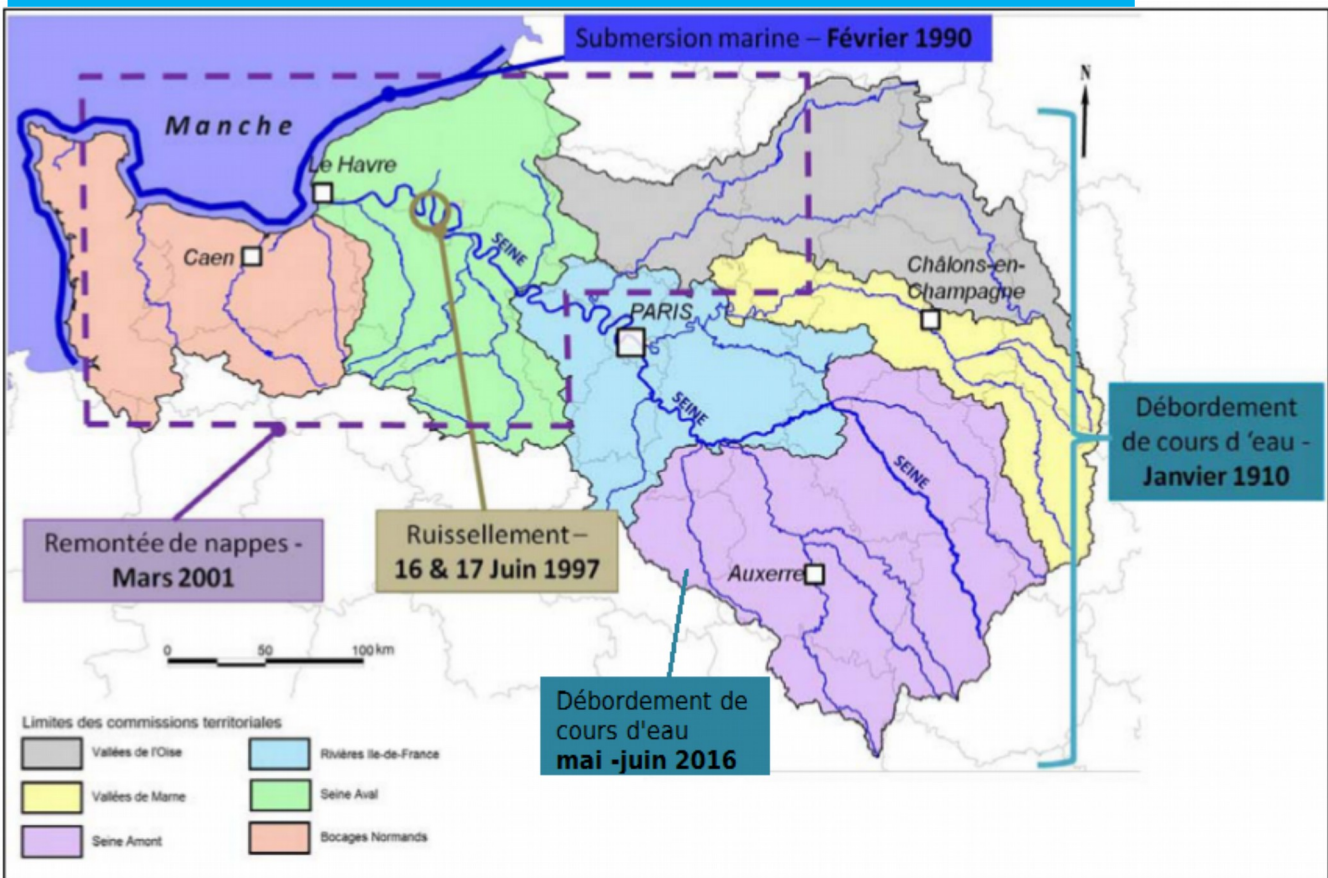 Submersion marine – Février 1990
N
Manche
Le Havre
Caen
SEINE
PARIS
Châlons-en-
Champagne
SEINE
SEINE
Auxerre
Débordement
de cours d 'eau -
Janvier 1910
Remontée de nappes -
Mars 2001
Ruissellement –
16 & 17 Juin 1997
Débordement de
cours d'eau
mai -juin 2016
0 50 100 km
Limites des commissions territoriales
Vallées de l'Oise
Rivières Ile-de-France
Vallées de Marne
Seine Aval
Seine Amont
Bocages Normands